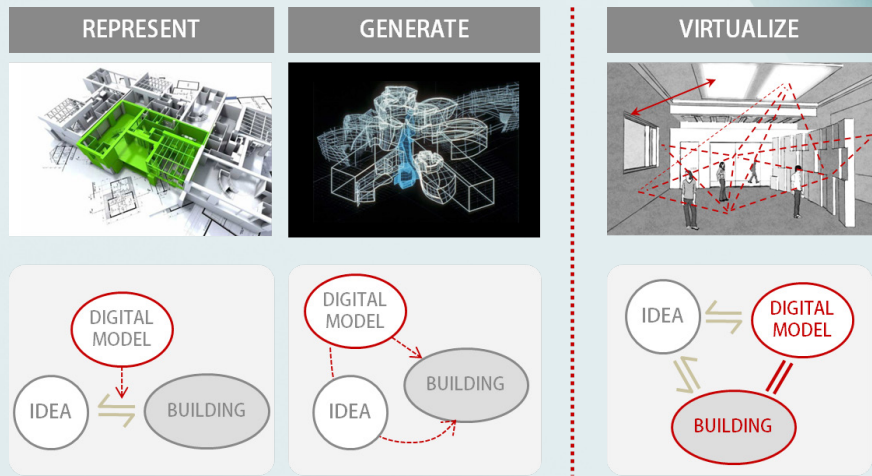 REPRESENT
GENERATE
VIRTUALIZE
DIGITAL
MODEL
IDEA
BUILDING
DIGITAL
MODEL
BUILDING
IDEA
IDEA
DIGITAL
MODEL
BUILDING